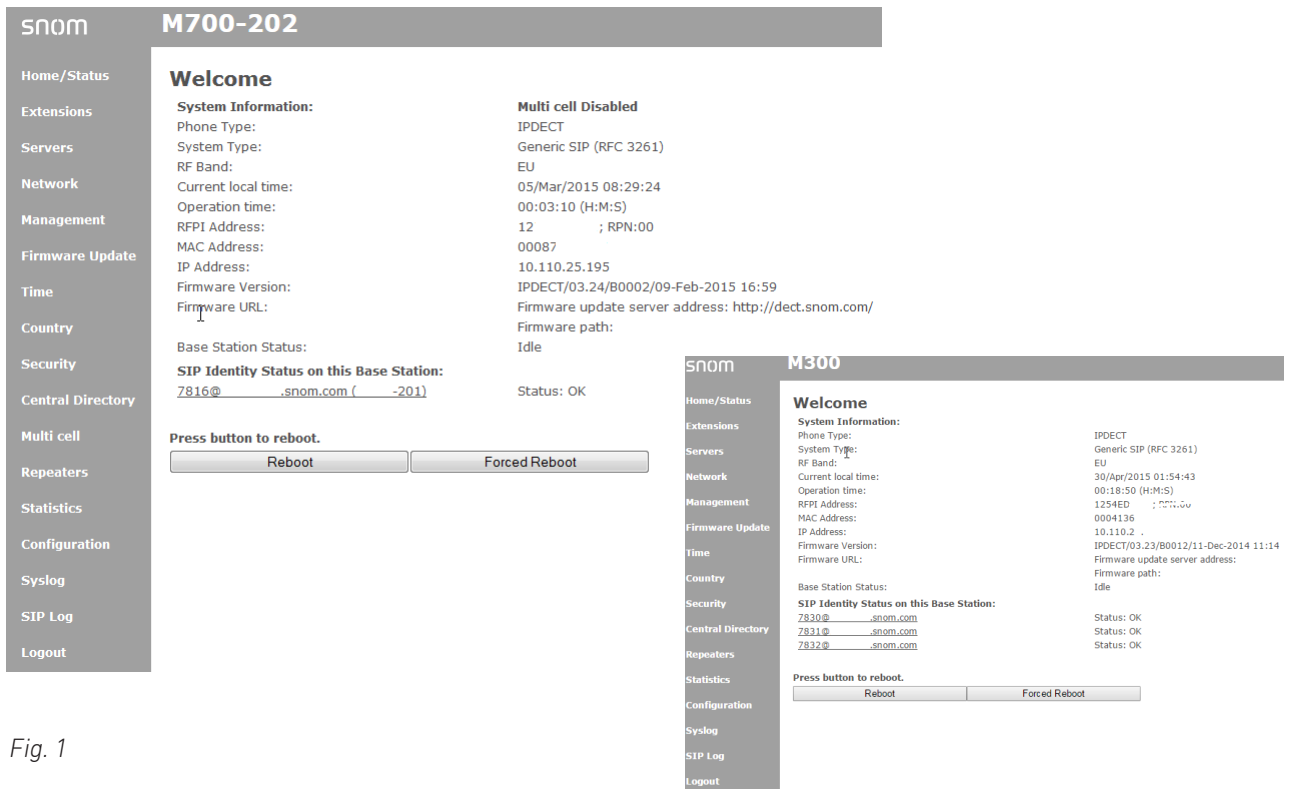 snom
M700-202
Home/Status
Extensions
Servers
Network
Management
Firmware Update
Time
Country
Security
Central Directory
Multi cell
Repeaters
Statistics
Configuration
Syslog
SIP Log
Logout
Welcome
System Information: Multi cell Disabled
Phone Type: IPDECT
System Type: Generic SIP (RFC 3261)
RF Band: EU
Current local time: 05/Mar/2015 08:29:24
Operation time: 00:03:10 (H:M:S)
RFPI Address: 12 ; RPN:00
MAC Address: 00087
IP Address: 10.110.25.195
Firmware Version: IPDECT/03.24/B0002/09-Feb-2015 16:59
Firmware URL: Firmware update server address: http://dect.snom.com/
Firmware path:
Base Station Status: Idle
SIP Identity Status on this Base Station:
7816@ .snom.com ( -201) Status: OK
Press button to reboot.
Reboot Forced Reboot
snom
M300
Home/Status
Extensions
Servers
Network
Management
Firmware Update
Time
Country
Security
Central Directory
Repeaters
Statistics
Configuration
Syslog
SIP Log
Logout
Welcome
System Information:
Phone Type: IPDECT
System Type: Generic SIP (RFC 3261)
RF Band: EU
Current local time: 30/Apr/2015 01:54:43
Operation time: 00:18:50 (H:M:S)
RFPI Address: 1254ED ;
MAC Address: 0004136
IP Address: 10.110.2 .
Firmware Version: IPDECT/03.23/B0012/11-Dec-2014 11:14
Firmware URL: Firmware update server address:
Firmware path:
Base Station Status: Idle
SIP Identity Status on this Base Station:
7830@ .snom.com Status: OK
7831@ .snom.com Status: OK
7832@ .snom.com Status: OK
Press button to reboot.
Reboot Forced Reboot
Fig. 1